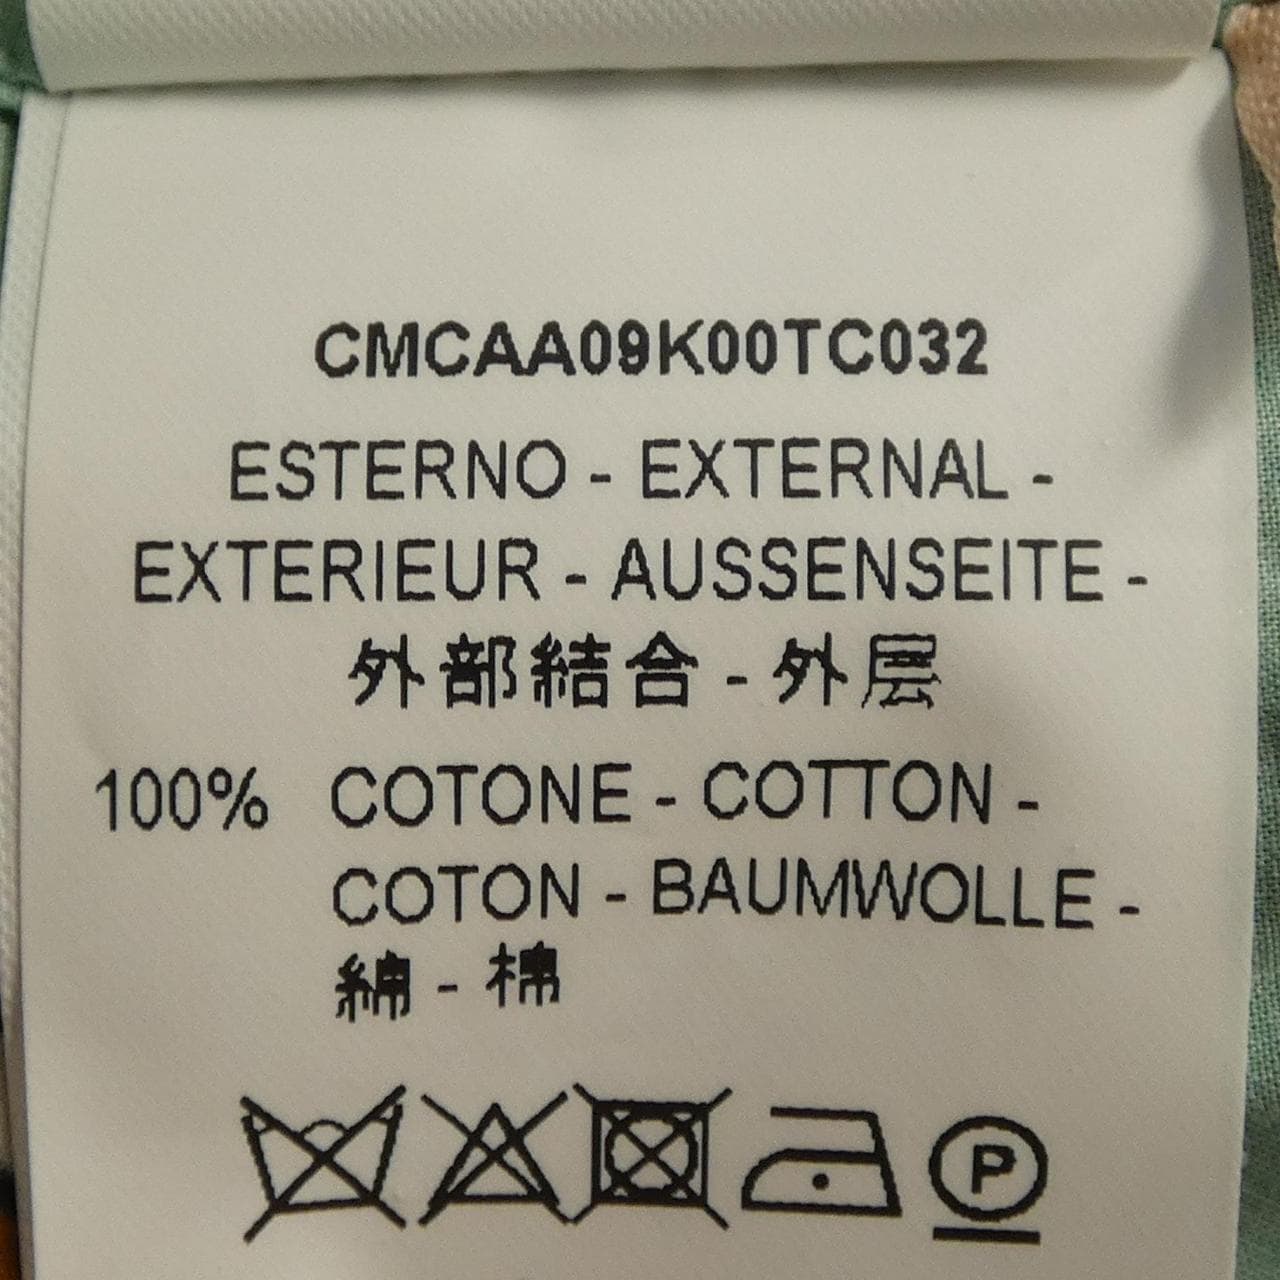 CMCAA09K00TC032
ESTERNO - EXTERNAL -
EXTERIEUR - AUSSENSEITE -
外部結合 - 外层
100% COTONE - COTTON -
COTON - BAUMWOLLE -
綿 - 棉
P